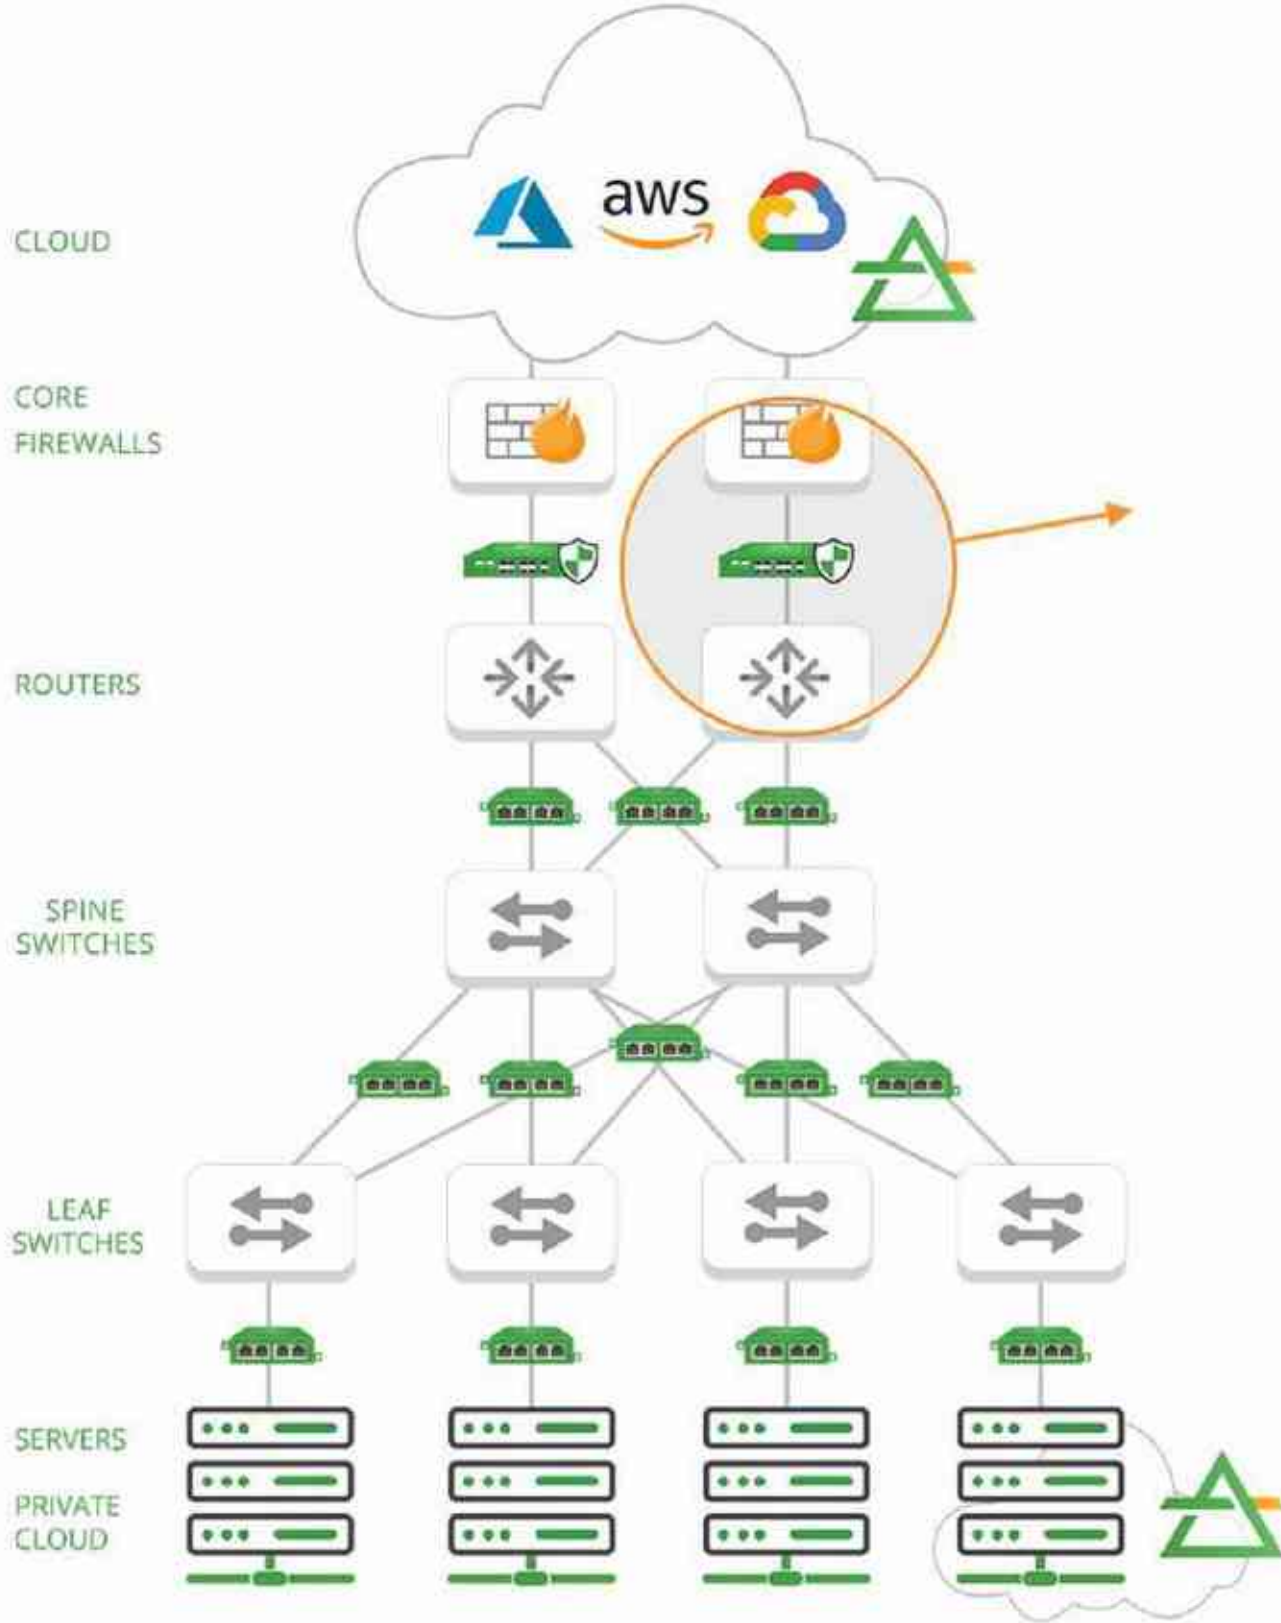 aws
CLOUD
CORE
FIREWALLS
ROUTERS
SPINE
SWITCHES
LEAF
SWITCHES
SERVERS
PRIVATE
CLOUD